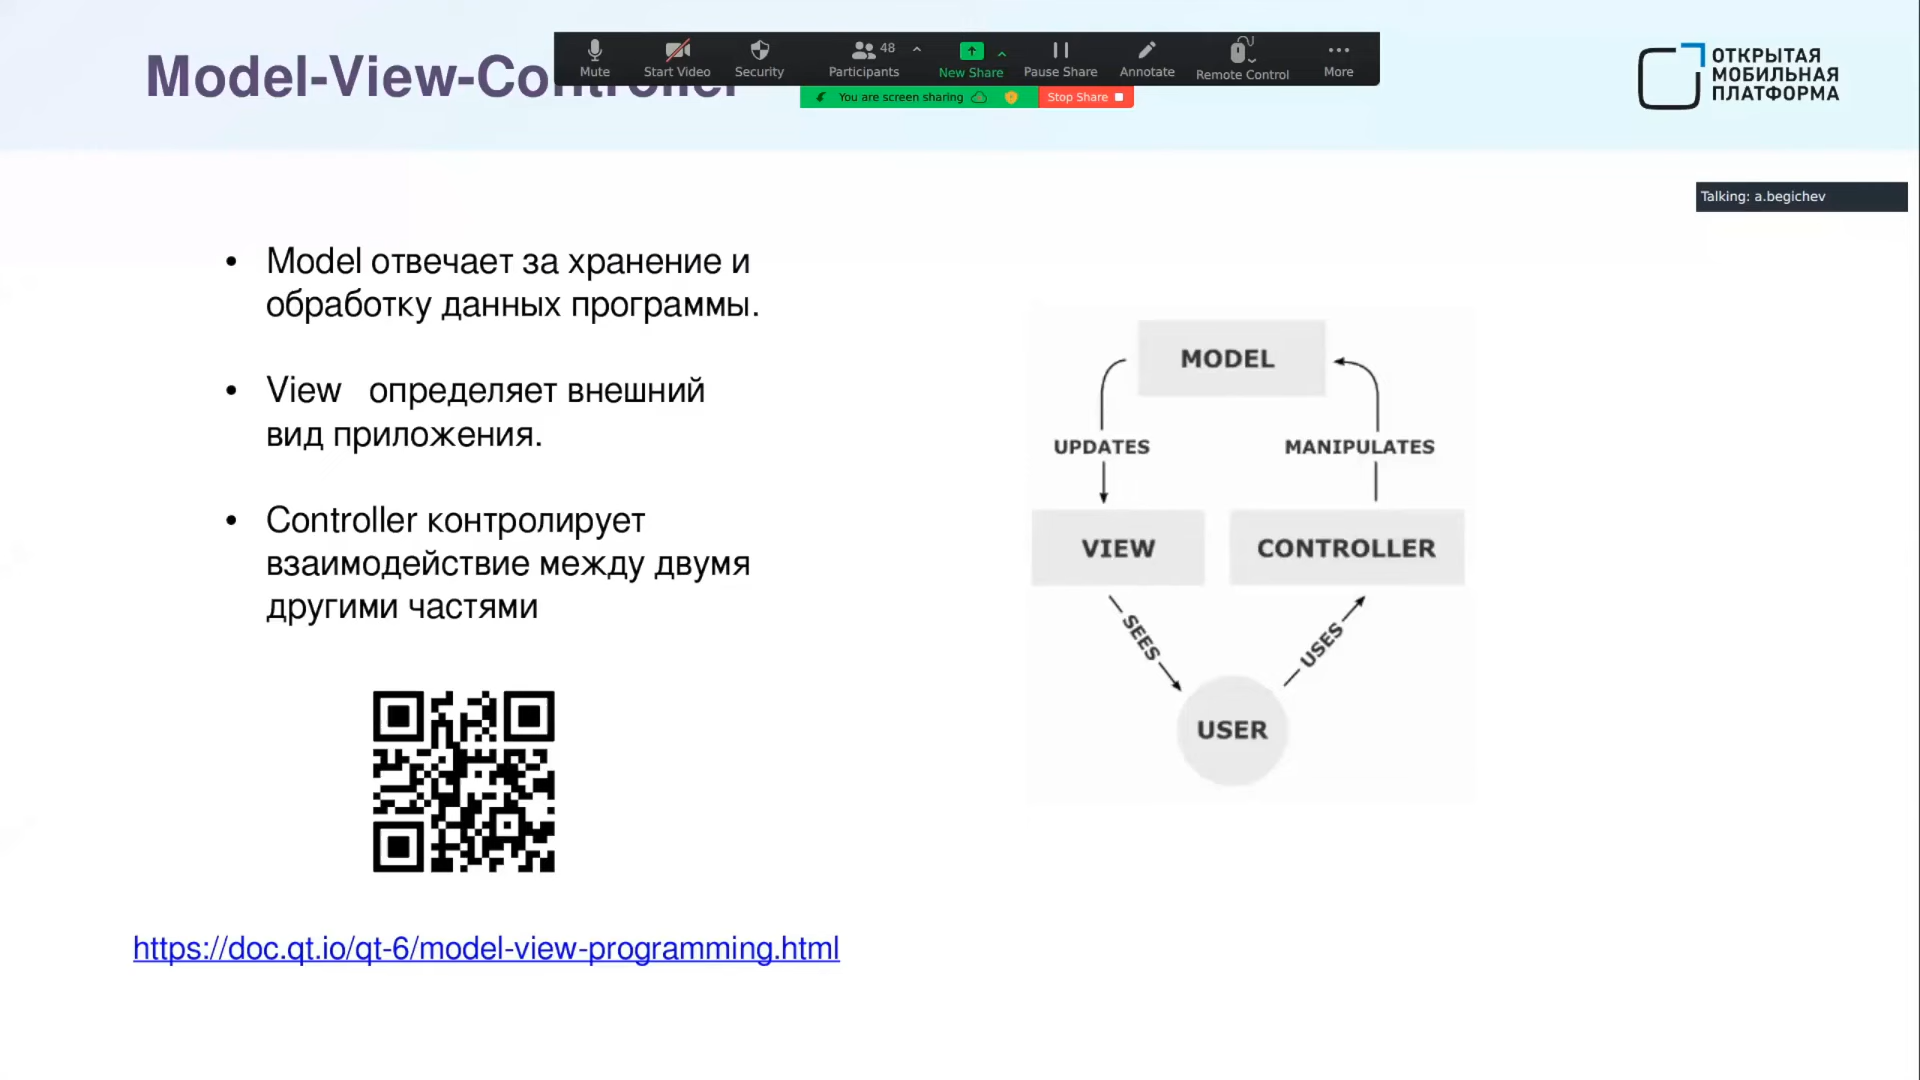 Model-View-Controller
Mute
Start Video
Security
Participants
48
New Share
Pause Share
Annotate
Remote Control
More
You are screen sharing
Stop Share
ОТКРЫТАЯ
МОБИЛЬНАЯ
ПЛАТФОРМА
Talking: a.begichev
• Model отвечает за хранение и
обработку данных программы.
• View определяет внешний
вид приложения.
• Controller контролирует
взаимодействие между двумя
другими частями
MODEL
UPDATES
MANIPULATES
VIEW
CONTROLLER
SEES
USES
USER
https://doc.qt.io/qt-6/model-view-programming.html